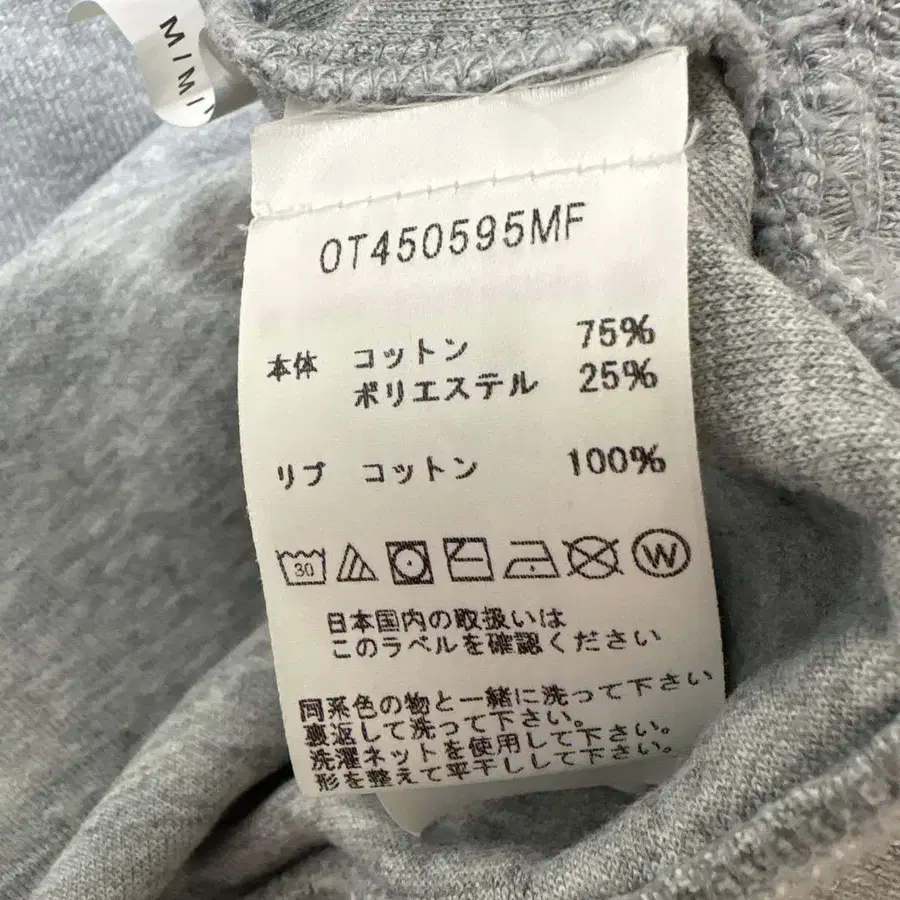 M/M/
OT450595MF
本体 コットン 75%
ポリエステル 25%
リブ コットン 100%
30 W
日本国内の取扱いは
このラベルを確認ください
同系色の物と一緒に洗って下さい
裏返して洗って下さい。
洗濯ネットを使用して下さい。
形を整えて平干しして下さい。